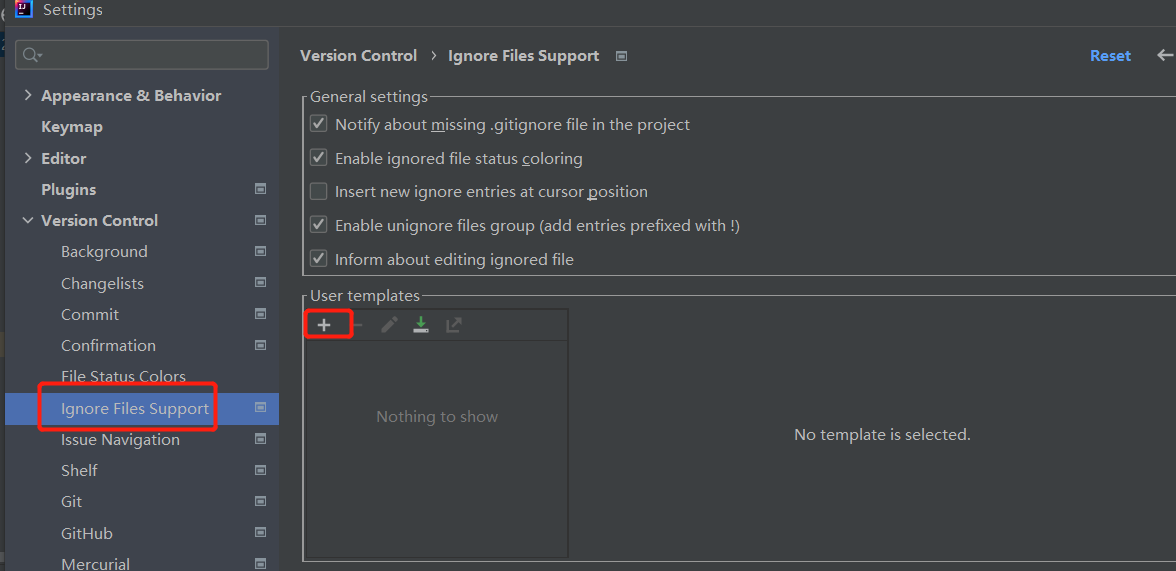 Settings
Version Control › Ignore Files Support
Reset
Appearance & Behavior
Keymap
Editor
Plugins
Version Control
Background
Changelists
Commit
Confirmation
File Status Colors
Ignore Files Support
Issue Navigation
Shelf
Git
GitHub
Mercurial
General settings
Notify about missing .gitignore file in the project
Enable ignored file status coloring
Insert new ignore entries at cursor position
Enable unignore files group (add entries prefixed with !)
Inform about editing ignored file
User templates
Nothing to show
No template is selected.